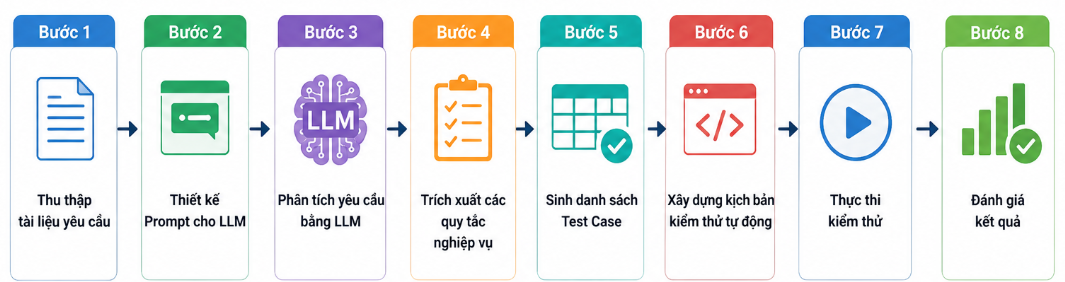 Bước 1
Bước 2
Bước 3
Bước 4
Bước 5
Bước 6
Bước 7
Bước 8
LLM
</>
Thu thập
tài liệu yêu cầu
Thiết kế
Prompt cho LLM
Phân tích yêu cầu
bằng LLM
Trích xuất các
quy tắc
nghiệp vụ
Sinh danh sách
Test Case
Xây dựng kịch bản
kiểm thử tự động
Thực thi
kiểm thử
Đánh giá
kết quả